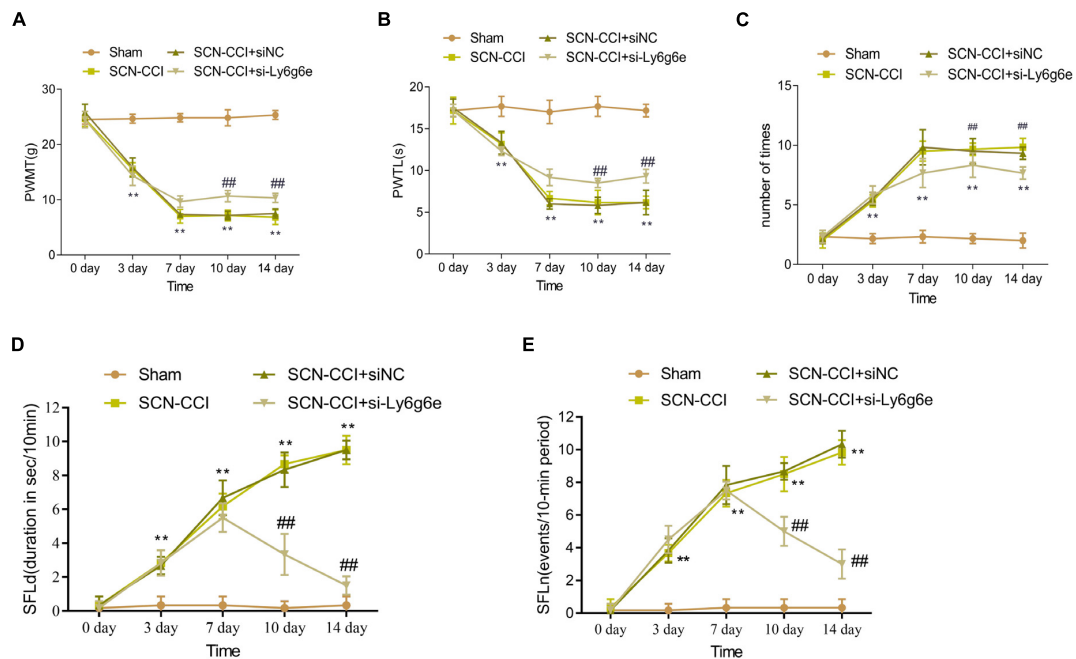 A
Sham
SCN-CCI+siNC
SCN-CCI
SCN-CCI+si-Ly6g6e
30
20
10
0
PWMT(g)
##
##
**
**
**
**
0 day
3 day
7 day
10 day
14 day
Time
B
Sham
SCN-CCI+siNC
SCN-CCI
SCN-CCI+si-Ly6g6e
20
15
10
5
0
PWTL(s)
##
##
**
**
**
**
0 day
3 day
7 day
10 day
14 day
Time
C
Sham
SCN-CCI+siNC
SCN-CCI
SCN-CCI+si-Ly6g6e
15
10
5
0
number of times
##
##
**
**
**
**
0 day
3 day
7 day
10 day
14 day
Time
D
Sham
SCN-CCI+siNC
SCN-CCI
SCN-CCI+si-Ly6g6e
12
10
8
6
4
2
0
SFLd(duration in sec/10min)
**
**
**
**
##
##
0 day
3 day
7 day
10 day
14 day
Time
E
Sham
SCN-CCI+siNC
SCN-CCI
SCN-CCI+si-Ly6g6e
12
10
8
6
4
2
0
SFLn(events/10-min period)
**
**
**
**
##
##
0 day
3 day
7 day
10 day
14 day
Time